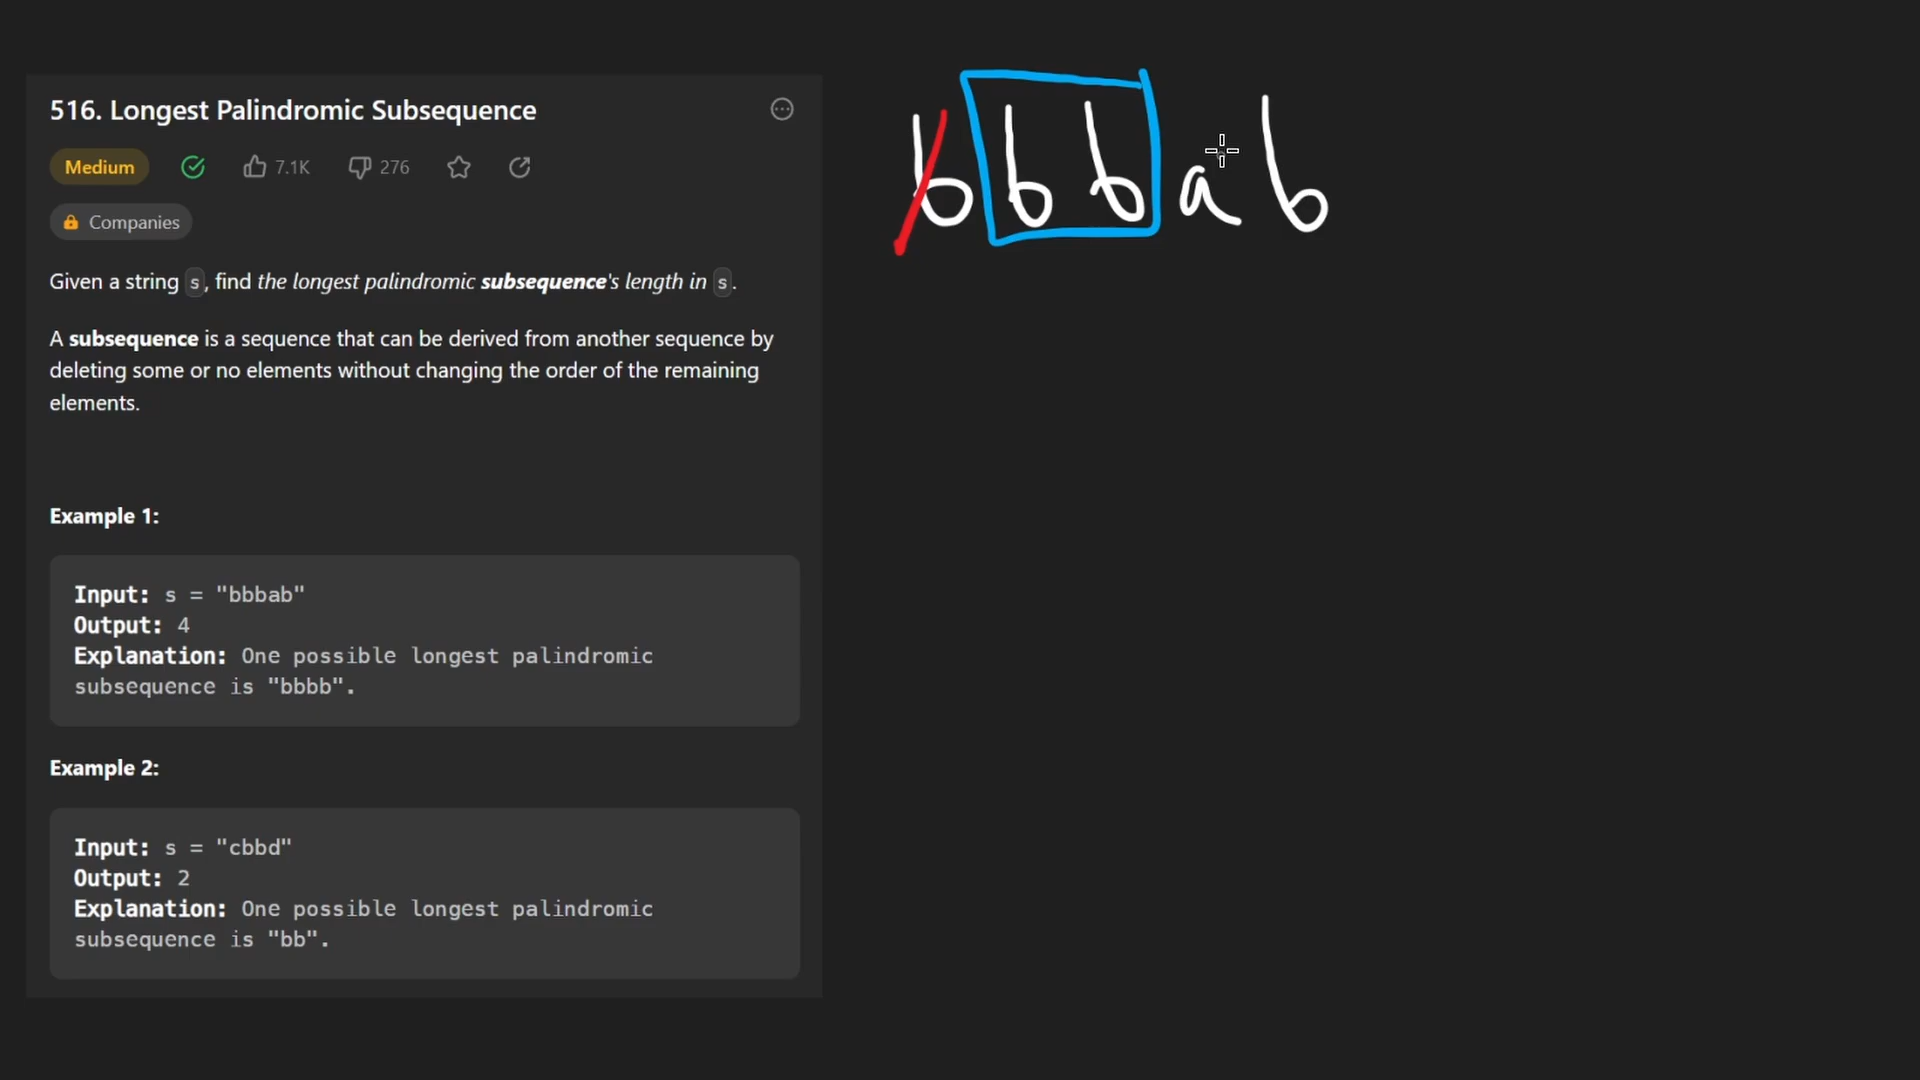 516. Longest Palindromic Subsequence
Medium 7.1K 276
Companies
Given a string s, find the longest palindromic subsequence's length in s.
A subsequence is a sequence that can be derived from another sequence by
deleting some or no elements without changing the order of the remaining
elements.
Example 1:
Input: s = "bbbab"
Output: 4
Explanation: One possible longest palindromic
subsequence is "bbbb".
Example 2:
Input: s = "cbbd"
Output: 2
Explanation: One possible longest palindromic
subsequence is "bb".
b b b a b